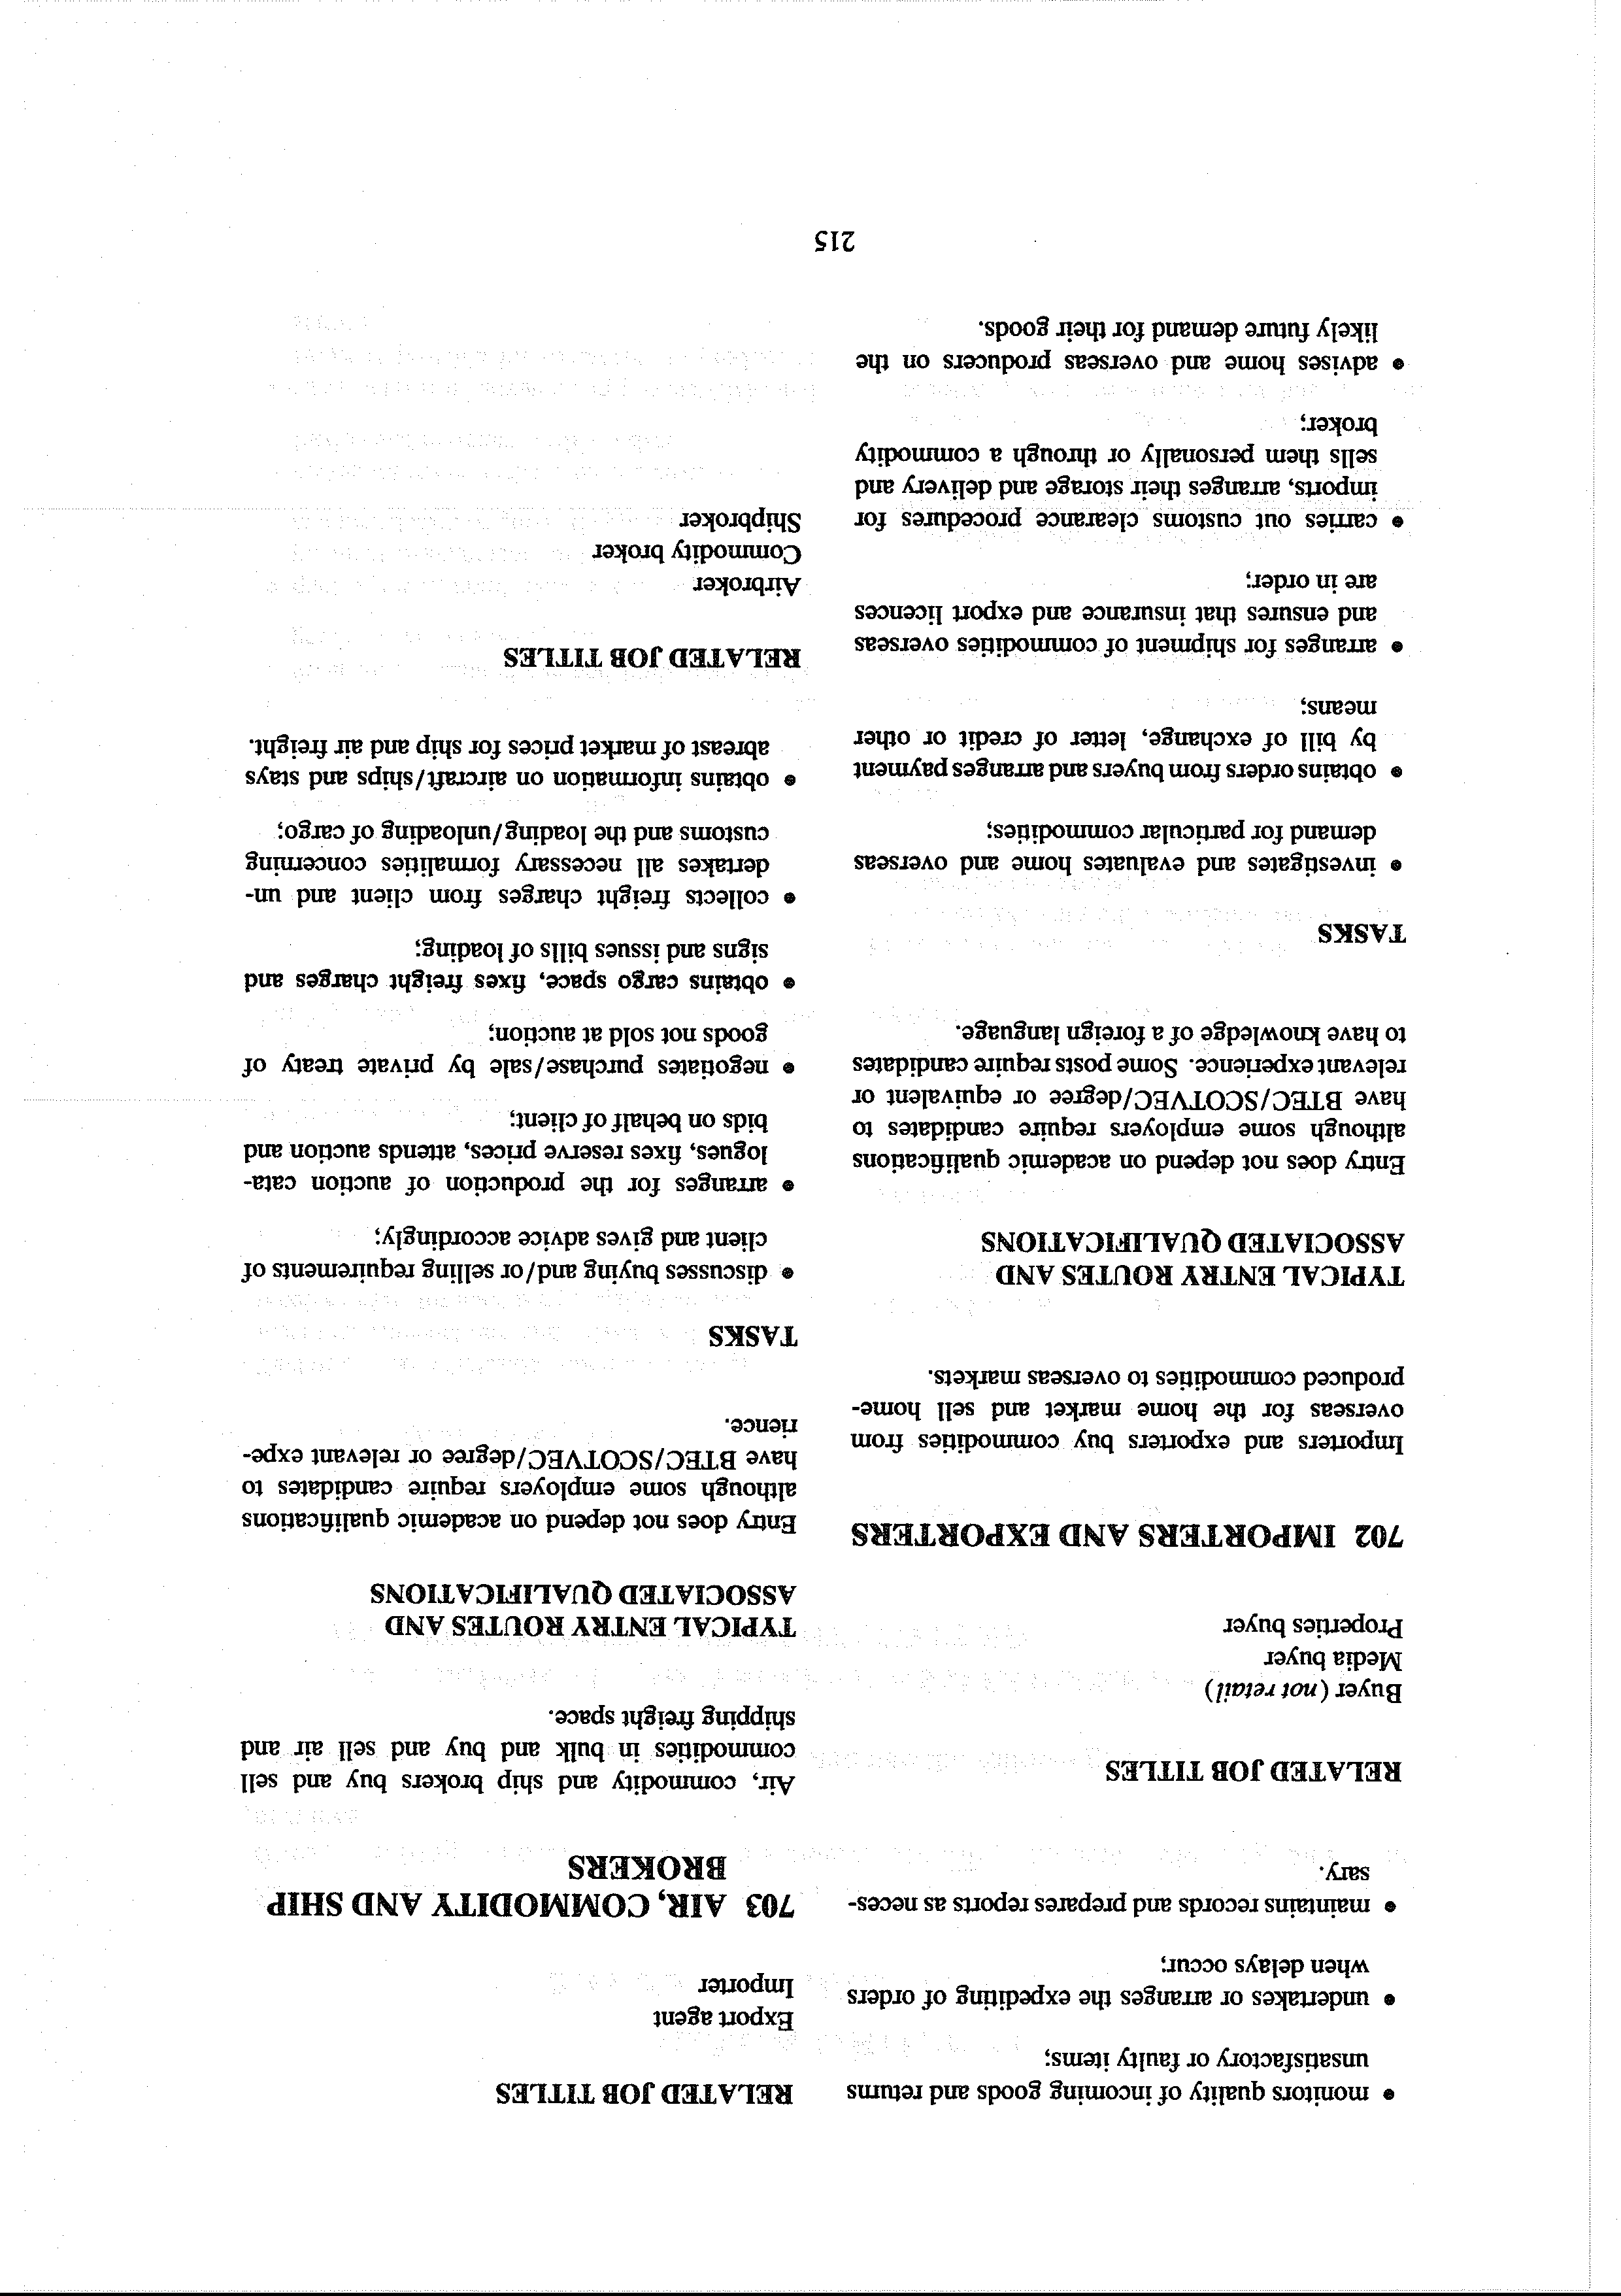 • monitors quality of incoming goods and returns
unsatisfactory or faulty items;
• undertakes or arranges the expediting of orders
when delays occur;
• maintains records and prepares reports as neces-
sary.
RELATED JOB TITLES
Buyer (not retail)
Media buyer
Properties buyer
702 IMPORTERS AND EXPORTERS
Importers and exporters buy commodities from
overseas for the home market and sell home-
produced commodities to overseas markets.
TYPICAL ENTRY ROUTES AND
ASSOCIATED QUALIFICATIONS
Entry does not depend on academic qualifications
although some employers require candidates to
have BTEC/SCOTVEC/degree or equivalent or
relevant experience. Some posts require candidates
to have knowledge of a foreign language.
TASKS
• investigates and evaluates home and overseas
demand for particular commodities;
• obtains orders from buyers and arranges payment
by bill of exchange, letter of credit or other
means;
• arranges for shipment of commodities overseas
and ensures that insurance and export licences
are in order;
• carries out customs clearance procedures for
imports, arranges their storage and delivery and
sells them personally or through a commodity
broker;
• advises home and overseas producers on the
likely future demand for their goods.
RELATED JOB TITLES
Export agent
Importer
703 AIR, COMMODITY AND SHIP
BROKERS
Air, commodity and ship brokers buy and sell
commodities in bulk and buy and sell air and
shipping freight space.
TYPICAL ENTRY ROUTES AND
ASSOCIATED QUALIFICATIONS
Entry does not depend on academic qualifications
although some employers require candidates to
have BTEC/SCOTVEC/degree or relevant expe-
rience.
TASKS
• discusses buying and/or selling requirements of
client and gives advice accordingly;
• arranges for the production of auction cata-
logues, fixes reserve prices, attends auction and
bids on behalf of client;
• negotiates purchase/sale by private treaty of
goods not sold at auction;
• obtains cargo space, fixes freight charges and
signs and issues bills of loading;
• collects freight charges from client and un-
dertakes all necessary formalities concerning
customs and the loading/unloading of cargo;
• obtains information on aircraft/ships and stays
abreast of market prices for ship and air freight.
RELATED JOB TITLES
Airbroker
Commodity broker
Shipbroker
215